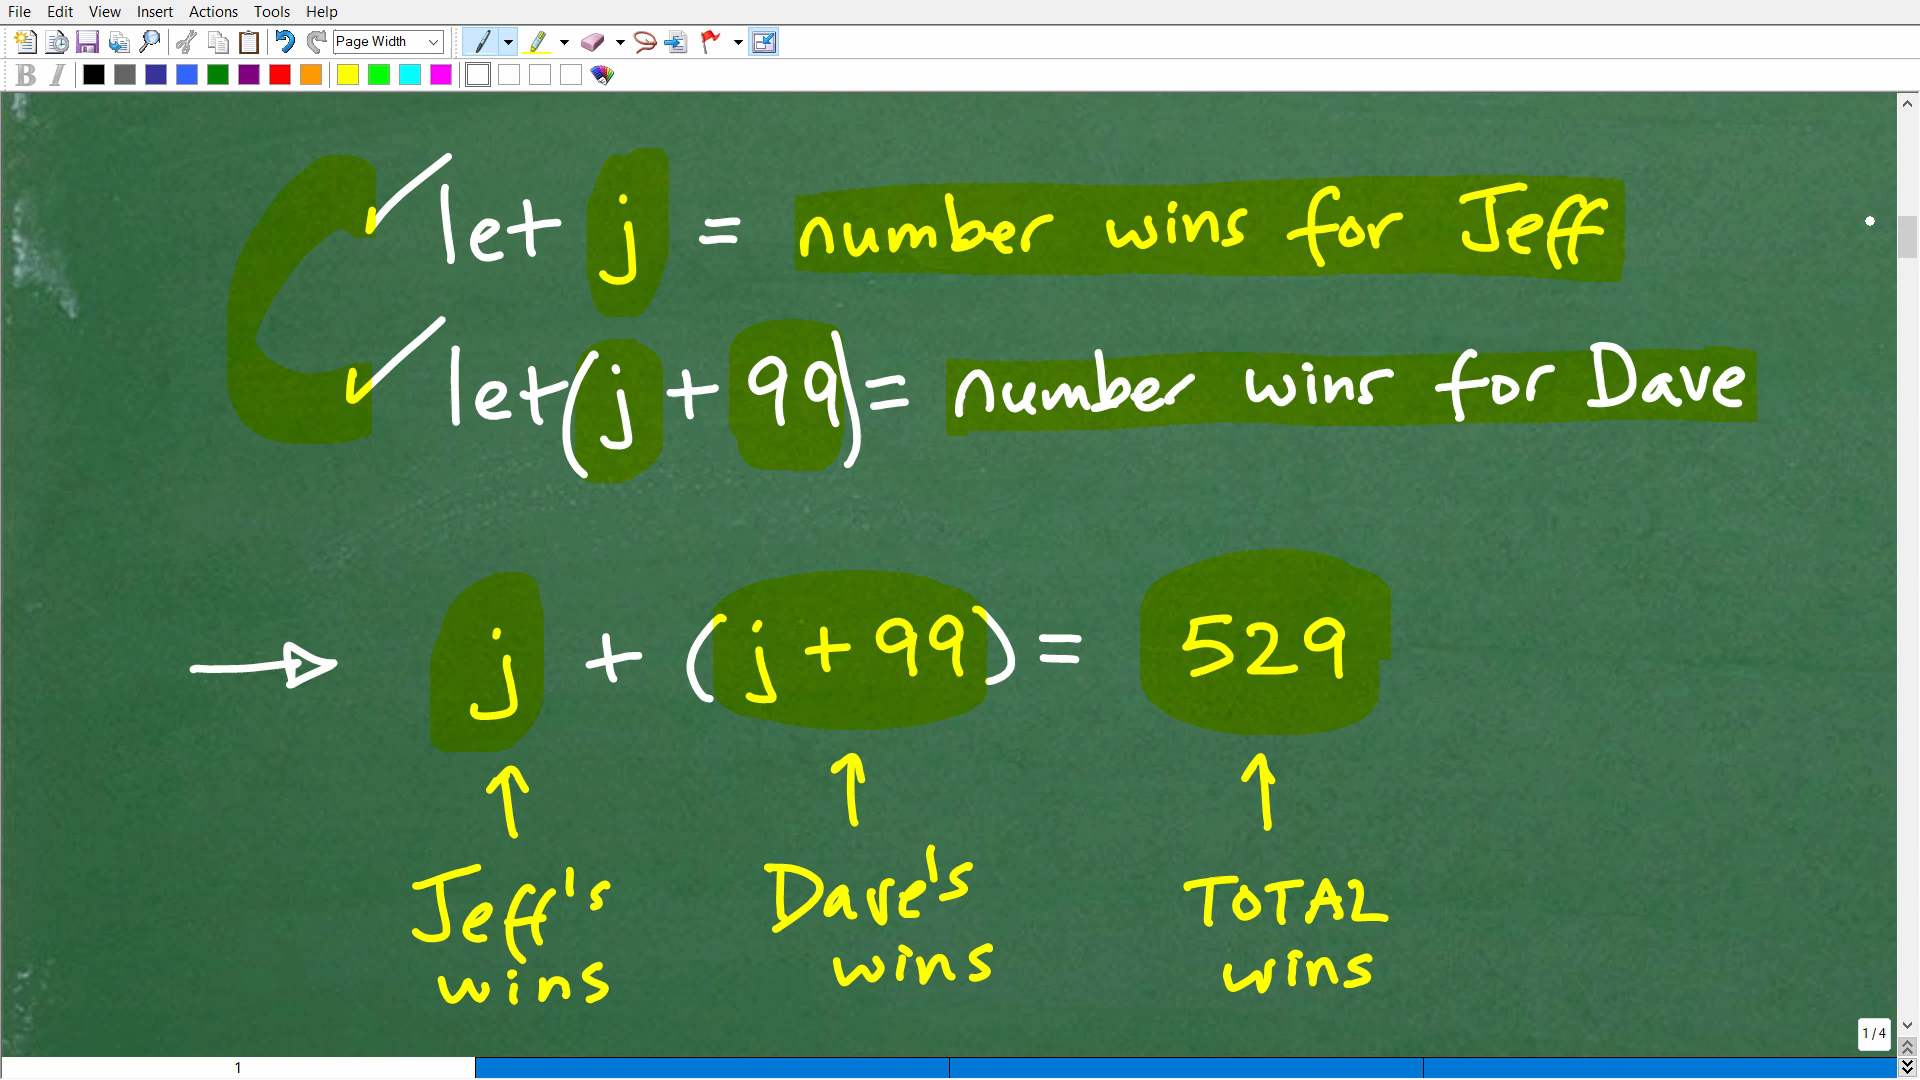 File Edit View Insert Actions Tools Help
Page Width
B I
let j = number wins for Jeff
let (j + 99) = number wins for Dave
j + (j + 99) = 529
Jeff's wins
Dave's wins
TOTAL wins
1 / 4
1